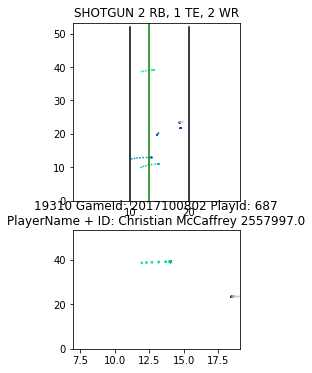 SHOTGUN 2 RB, 1 TE, 2 WR
50
40
30
20
10
0
10 20
19310 GameId: 2017100802 PlayId: 687
PlayerName + ID: Christian McCaffrey 2557997.0
40
20
0
7.5 10.0 12.5 15.0 17.5